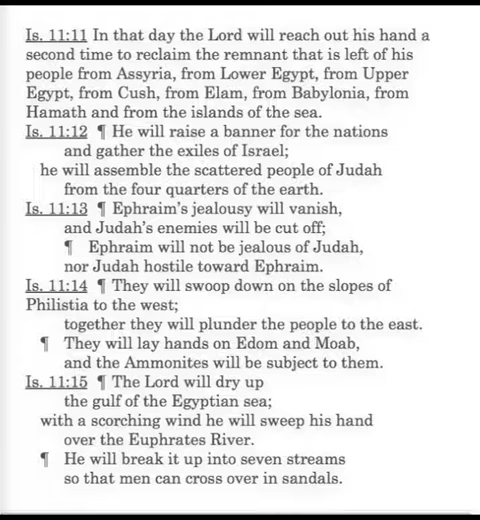 Is. 11:11 In that day the Lord will reach out his hand a
second time to reclaim the remnant that is left of his
people from Assyria, from Lower Egypt, from Upper
Egypt, from Cush, from Elam, from Babylonia, from
Hamath and from the islands of the sea.
Is. 11:12 ¶ He will raise a banner for the nations
and gather the exiles of Israel;
he will assemble the scattered people of Judah
from the four quarters of the earth.
Is. 11:13 ¶ Ephraim's jealousy will vanish,
and Judah's enemies will be cut off;
¶ Ephraim will not be jealous of Judah,
nor Judah hostile toward Ephraim.
Is. 11:14 ¶ They will swoop down on the slopes of
Philistia to the west;
together they will plunder the people to the east.
¶ They will lay hands on Edom and Moab,
and the Ammonites will be subject to them.
Is. 11:15 ¶ The Lord will dry up
the gulf of the Egyptian sea;
with a scorching wind he will sweep his hand
over the Euphrates River.
¶ He will break it up into seven streams
so that men can cross over in sandals.